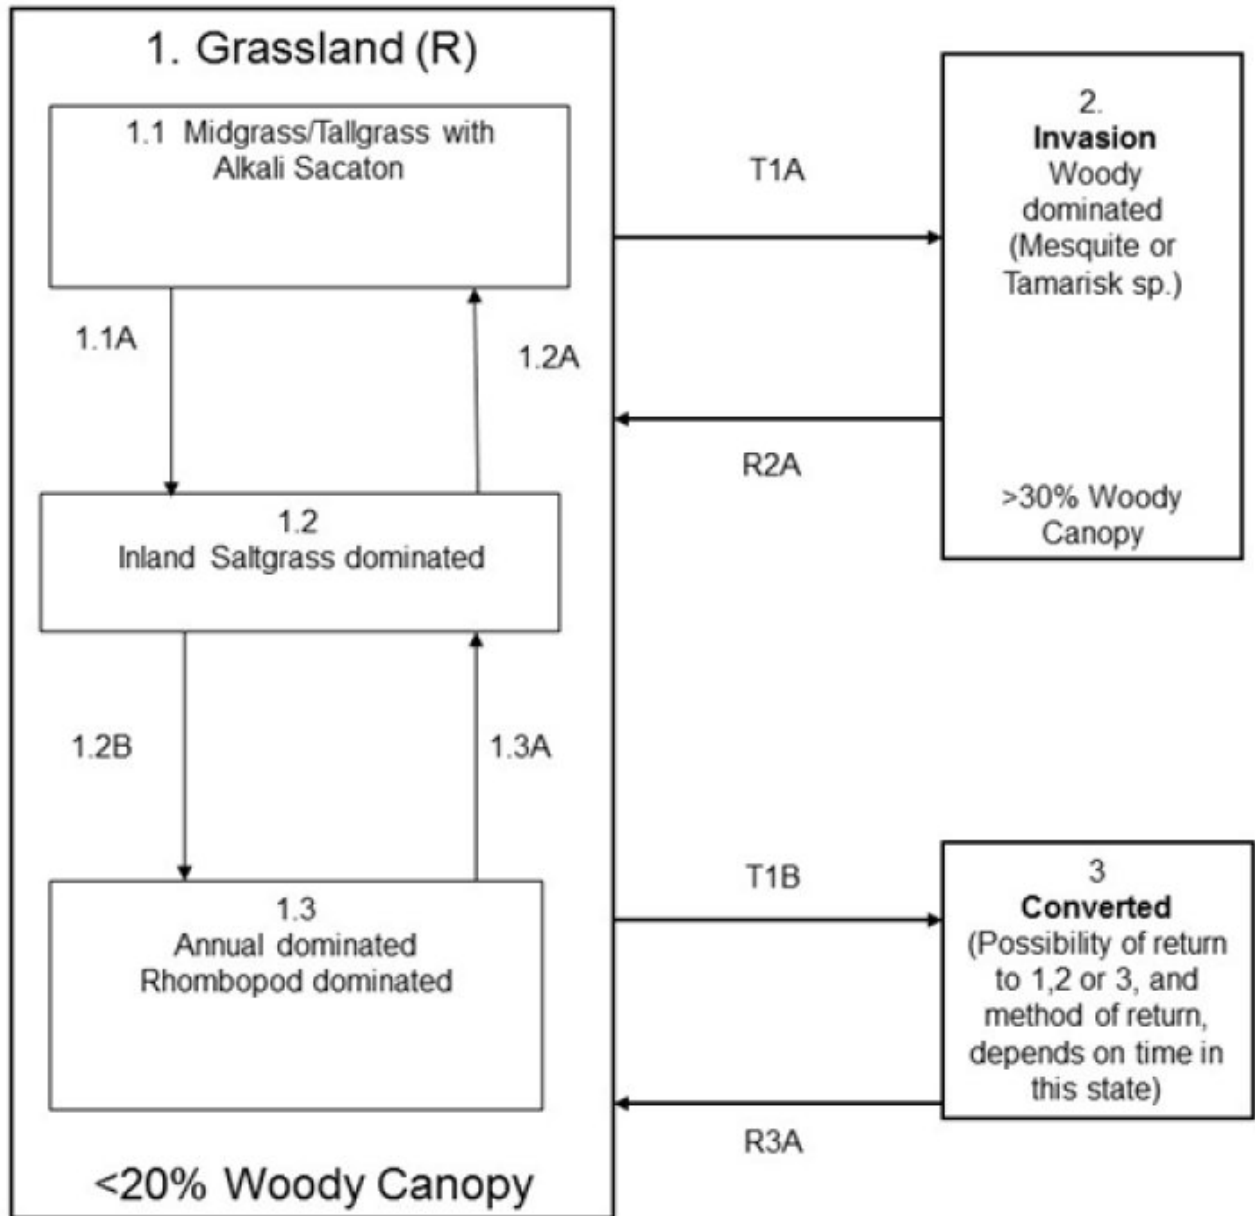 1. Grassland (R)
1.1 Midgrass/Tallgrass with
Alkali Sacaton
1.1A
1.2A
1.2
Inland Saltgrass dominated
1.2B
1.3A
1.3
Annual dominated
Rhombopod dominated
<20% Woody Canopy
T1A
R2A
2.
Invasion
Woody
dominated
(Mesquite or
Tamarisk sp.)
>30% Woody
Canopy
T1B
R3A
3
Converted
(Possibility of return
to 1,2 or 3, and
method of return,
depends on time in
this state)